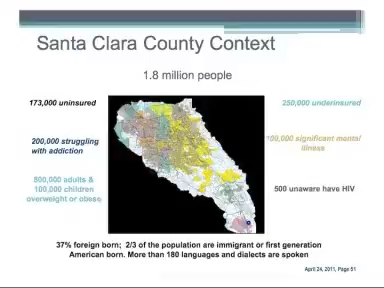 Santa Clara County Context
1.8 million people
173,000 uninsured
250,000 underinsured
200,000 struggling
with addiction
significant mental
illness
800,000 adults &
100,000 children
overweight or obese
500 unaware have HIV
37% foreign born; 2/3 of the population are immigrant or first generation
American born. More than 180 languages and dialects are spoken
April 24, 2011, Page 51